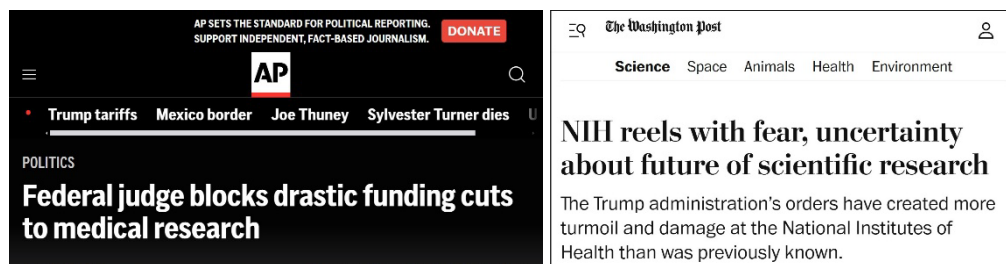 AP SETS THE STANDARD FOR POLITICAL REPORTING.
SUPPORT INDEPENDENT, FACT-BASED JOURNALISM.
DONATE
AP
Trump tariffs Mexico border Joe Thuney Sylvester Turner dies
POLITICS
Federal judge blocks drastic funding cuts
to medical research
The Washington Post
Science Space Animals Health Environment
NIH reels with fear, uncertainty
about future of scientific research
The Trump administration’s orders have created more
turmoil and damage at the National Institutes of
Health than was previously known.